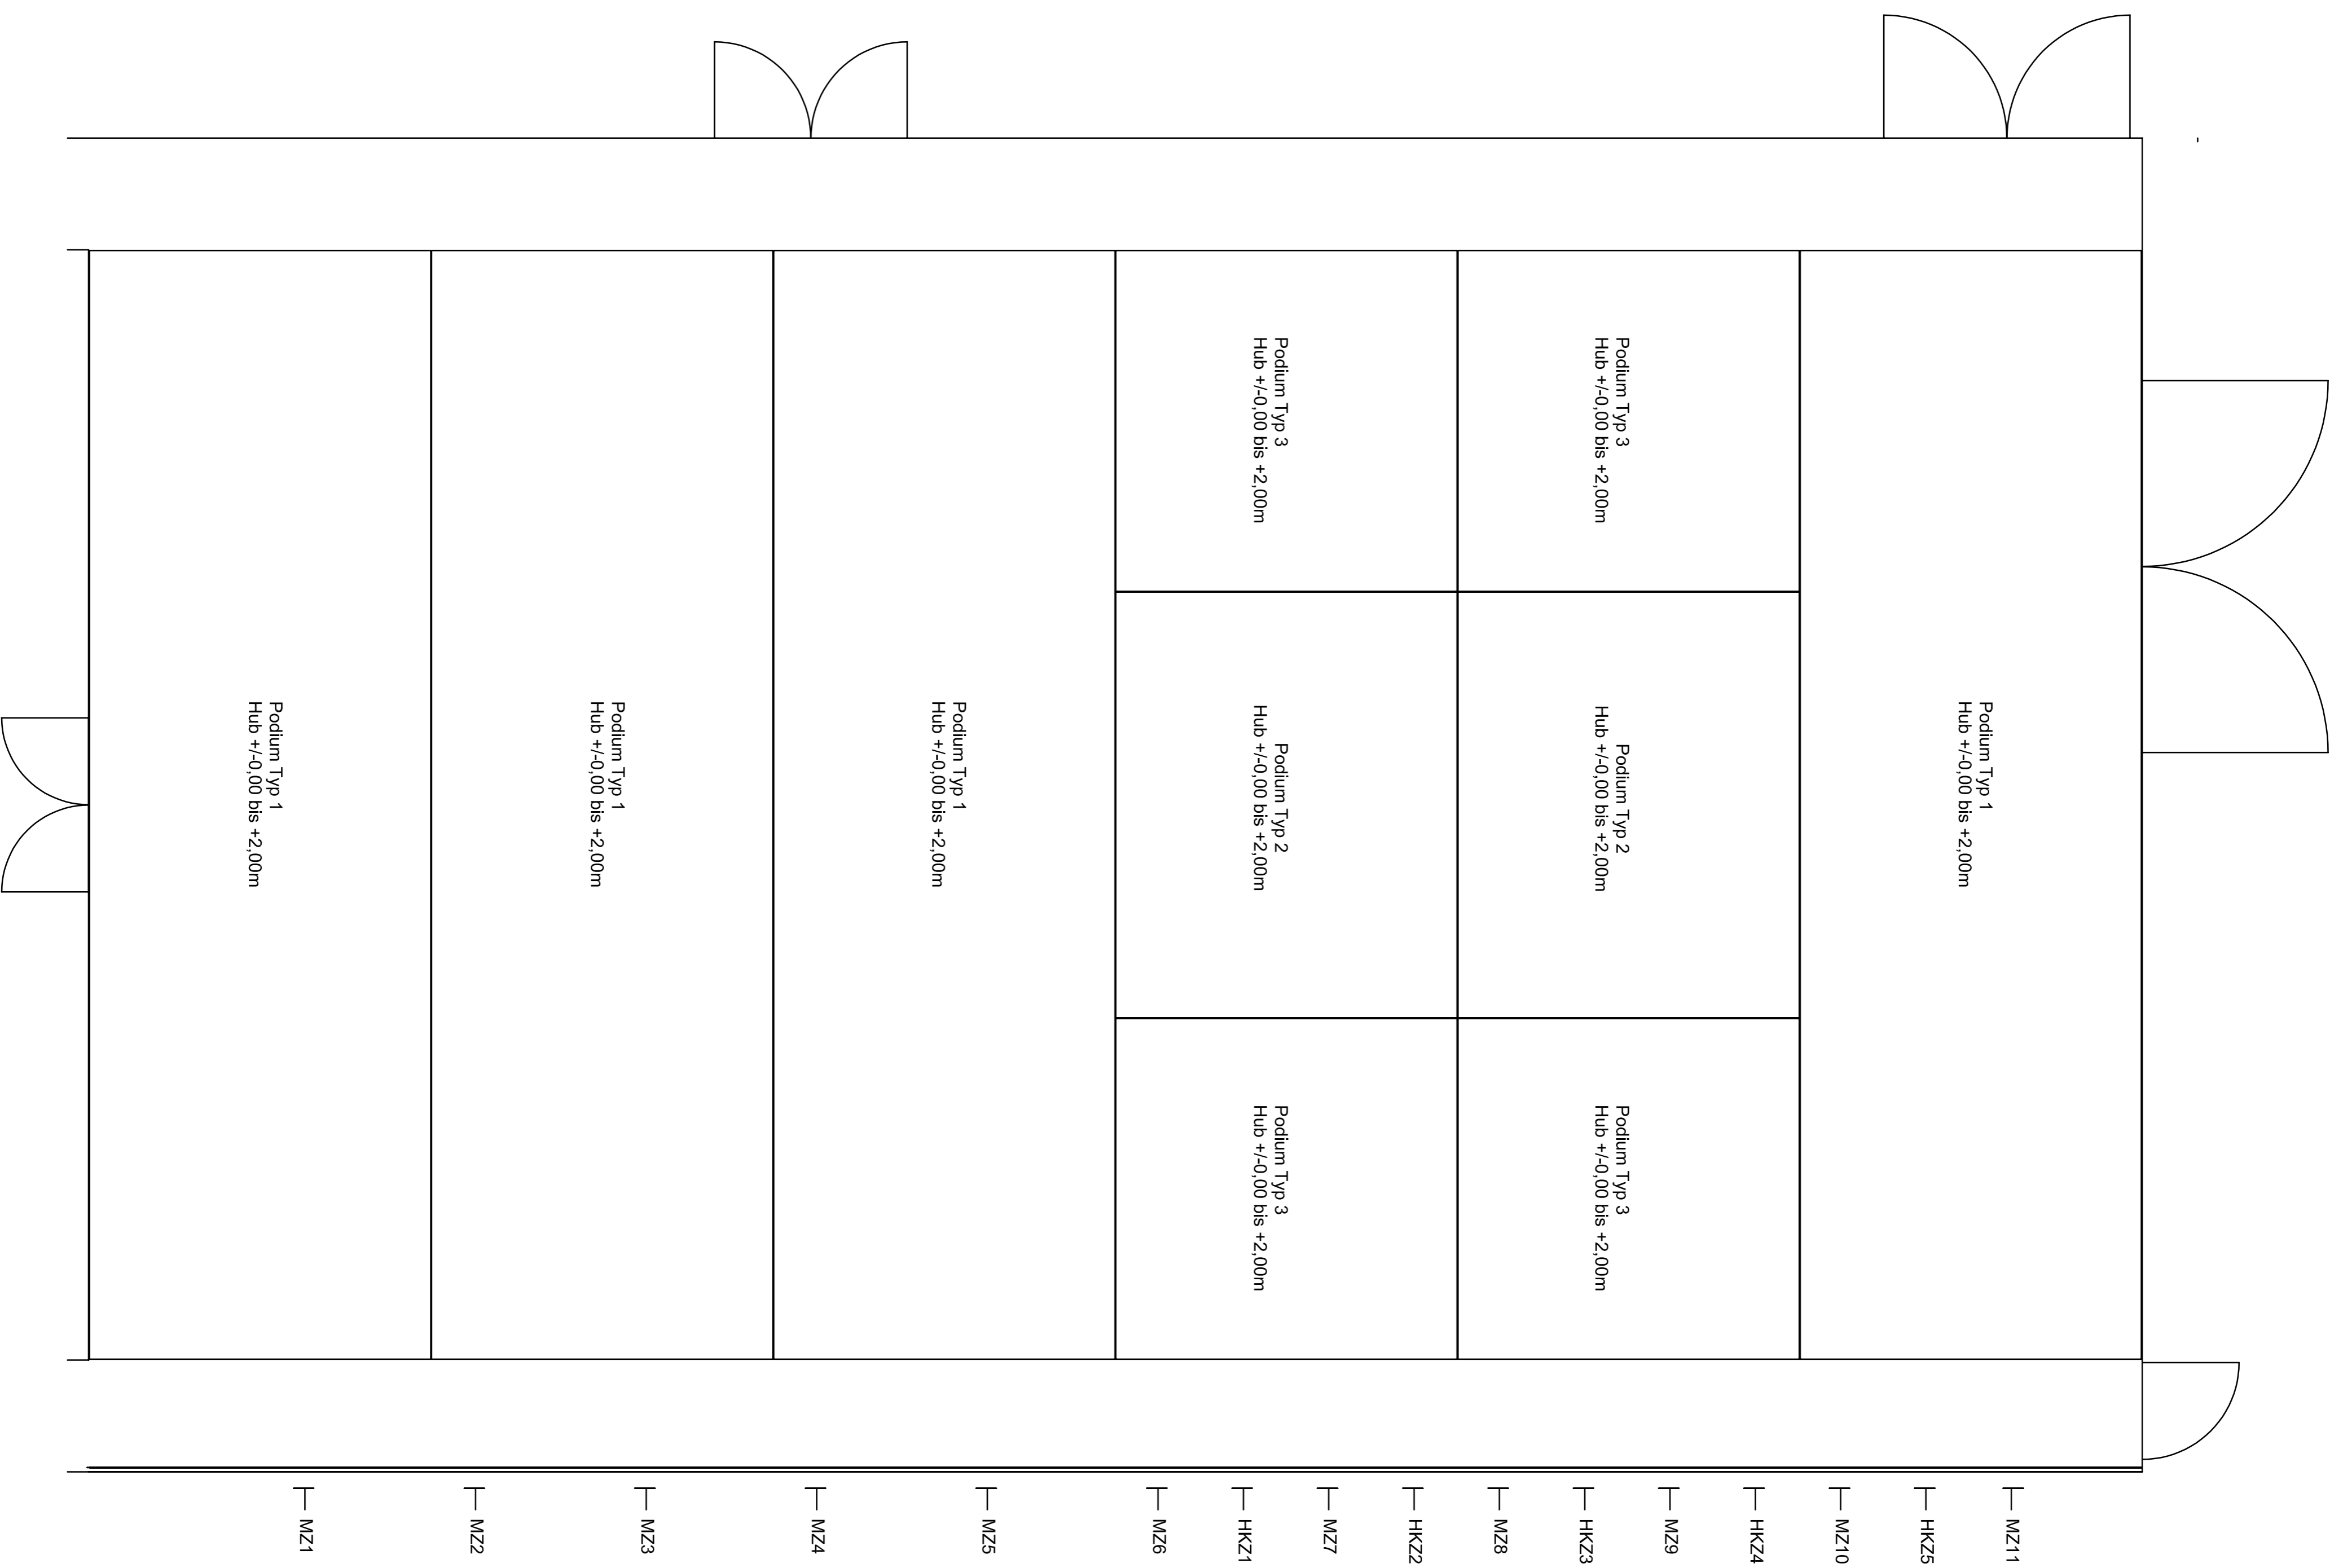 Podium Typ 1
Hub +/-0,00 bis +2,00m
Podium Typ 1
Hub +/-0,00 bis +2,00m
Podium Typ 1
Hub +/-0,00 bis +2,00m
Podium Typ 3
Hub +/-0,00 bis +2,00m
Podium Typ 2
Hub +/-0,00 bis +2,00m
Podium Typ 3
Hub +/-0,00 bis +2,00m
Podium Typ 3
Hub +/-0,00 bis +2,00m
Podium Typ 2
Hub +/-0,00 bis +2,00m
Podium Typ 3
Hub +/-0,00 bis +2,00m
Podium Typ 1
Hub +/-0,00 bis +2,00m
MZ1
MZ2
MZ3
MZ4
MZ5
MZ6
HKZ1
MZ7
HKZ2
MZ8
HKZ3
MZ9
HKZ4
MZ10
HKZ5
MZ11